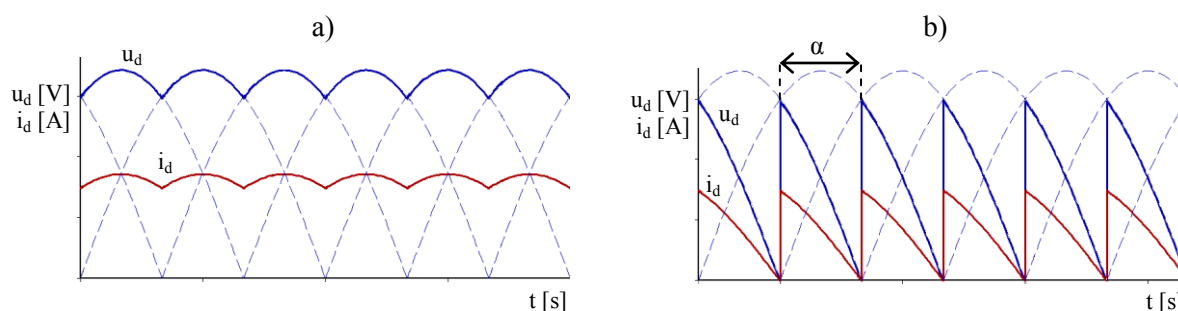 a)
u_d
u_d [V]
i_d [A]
i_d
t [s]
b)
α
u_d [V]
i_d [A]
u_d
i_d
t [s]